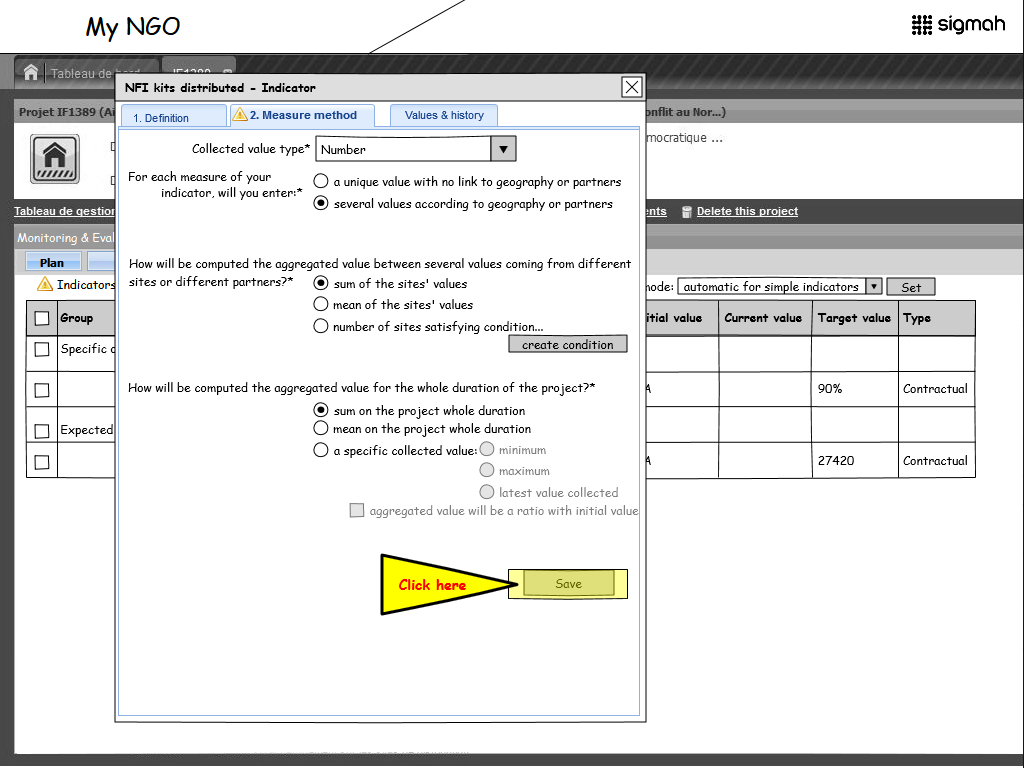 My NGO
sigmah
Tableau de bord
IF1389
NFI kits distributed - Indicator
Projet IF1389
onflit au Nor...)
1. Definition
2. Measure method
Values & history
mocratique ...
Collected value type*
Number
For each measure of your
indicator, will you enter:*
a unique value with no link to geography or partners
several values according to geography or partners
Tableau de gestion
ents
Delete this project
Monitoring & Eval
Plan
How will be computed the aggregated value between several values coming from different
sites or different partners?*
sum of the sites' values
mean of the sites' values
number of sites satisfying condition...
create condition
Indicators
mode:
automatic for simple indicators
Set
Group
itial value
Current value
Target value
Type
Specific o
A
90%
Contractual
Expected
A
27420
Contractual
How will be computed the aggregated value for the whole duration of the project?*
sum on the project whole duration
mean on the project whole duration
a specific collected value:
minimum
maximum
latest value collected
aggregated value will be a ratio with initial value
Click here
Save